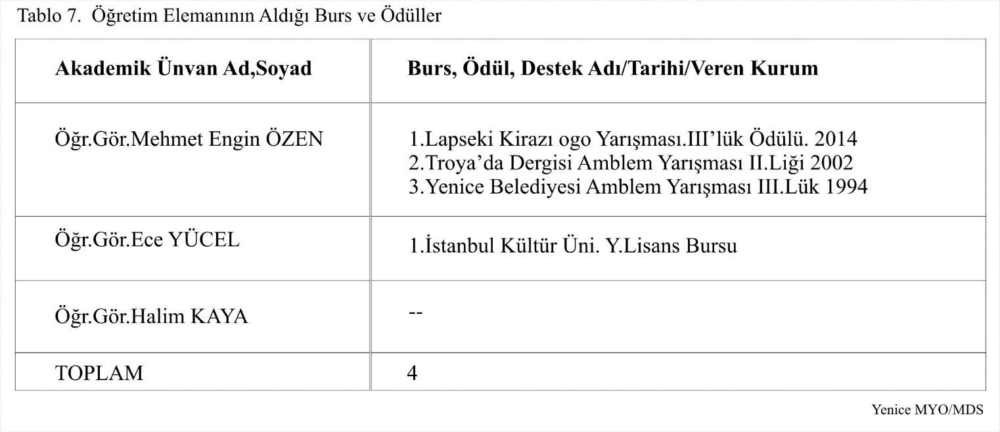 Tablo 7. Öğretim Elemanının Aldığı Burs ve Ödüller
Akademik Ünvan Ad,Soyad
Burs, Ödül, Destek Adı/Tarihi/Veren Kurum
Öğr.Gör.Mehmet Engin ÖZEN
1.Lapseki Kirazı ogo Yarışması.III’lük Ödülü. 2014
2.Troya’da Dergisi Amblem Yarışması II.Liği 2002
3.Yenice Belediyesi Amblem Yarışması III.Lük 1994
Öğr.Gör.Ece YÜCEL
1.İstanbul Kültür Üni. Y.Lisans Bursu
Öğr.Gör.Halim KAYA
--
TOPLAM
4
Yenice MYO/MDS